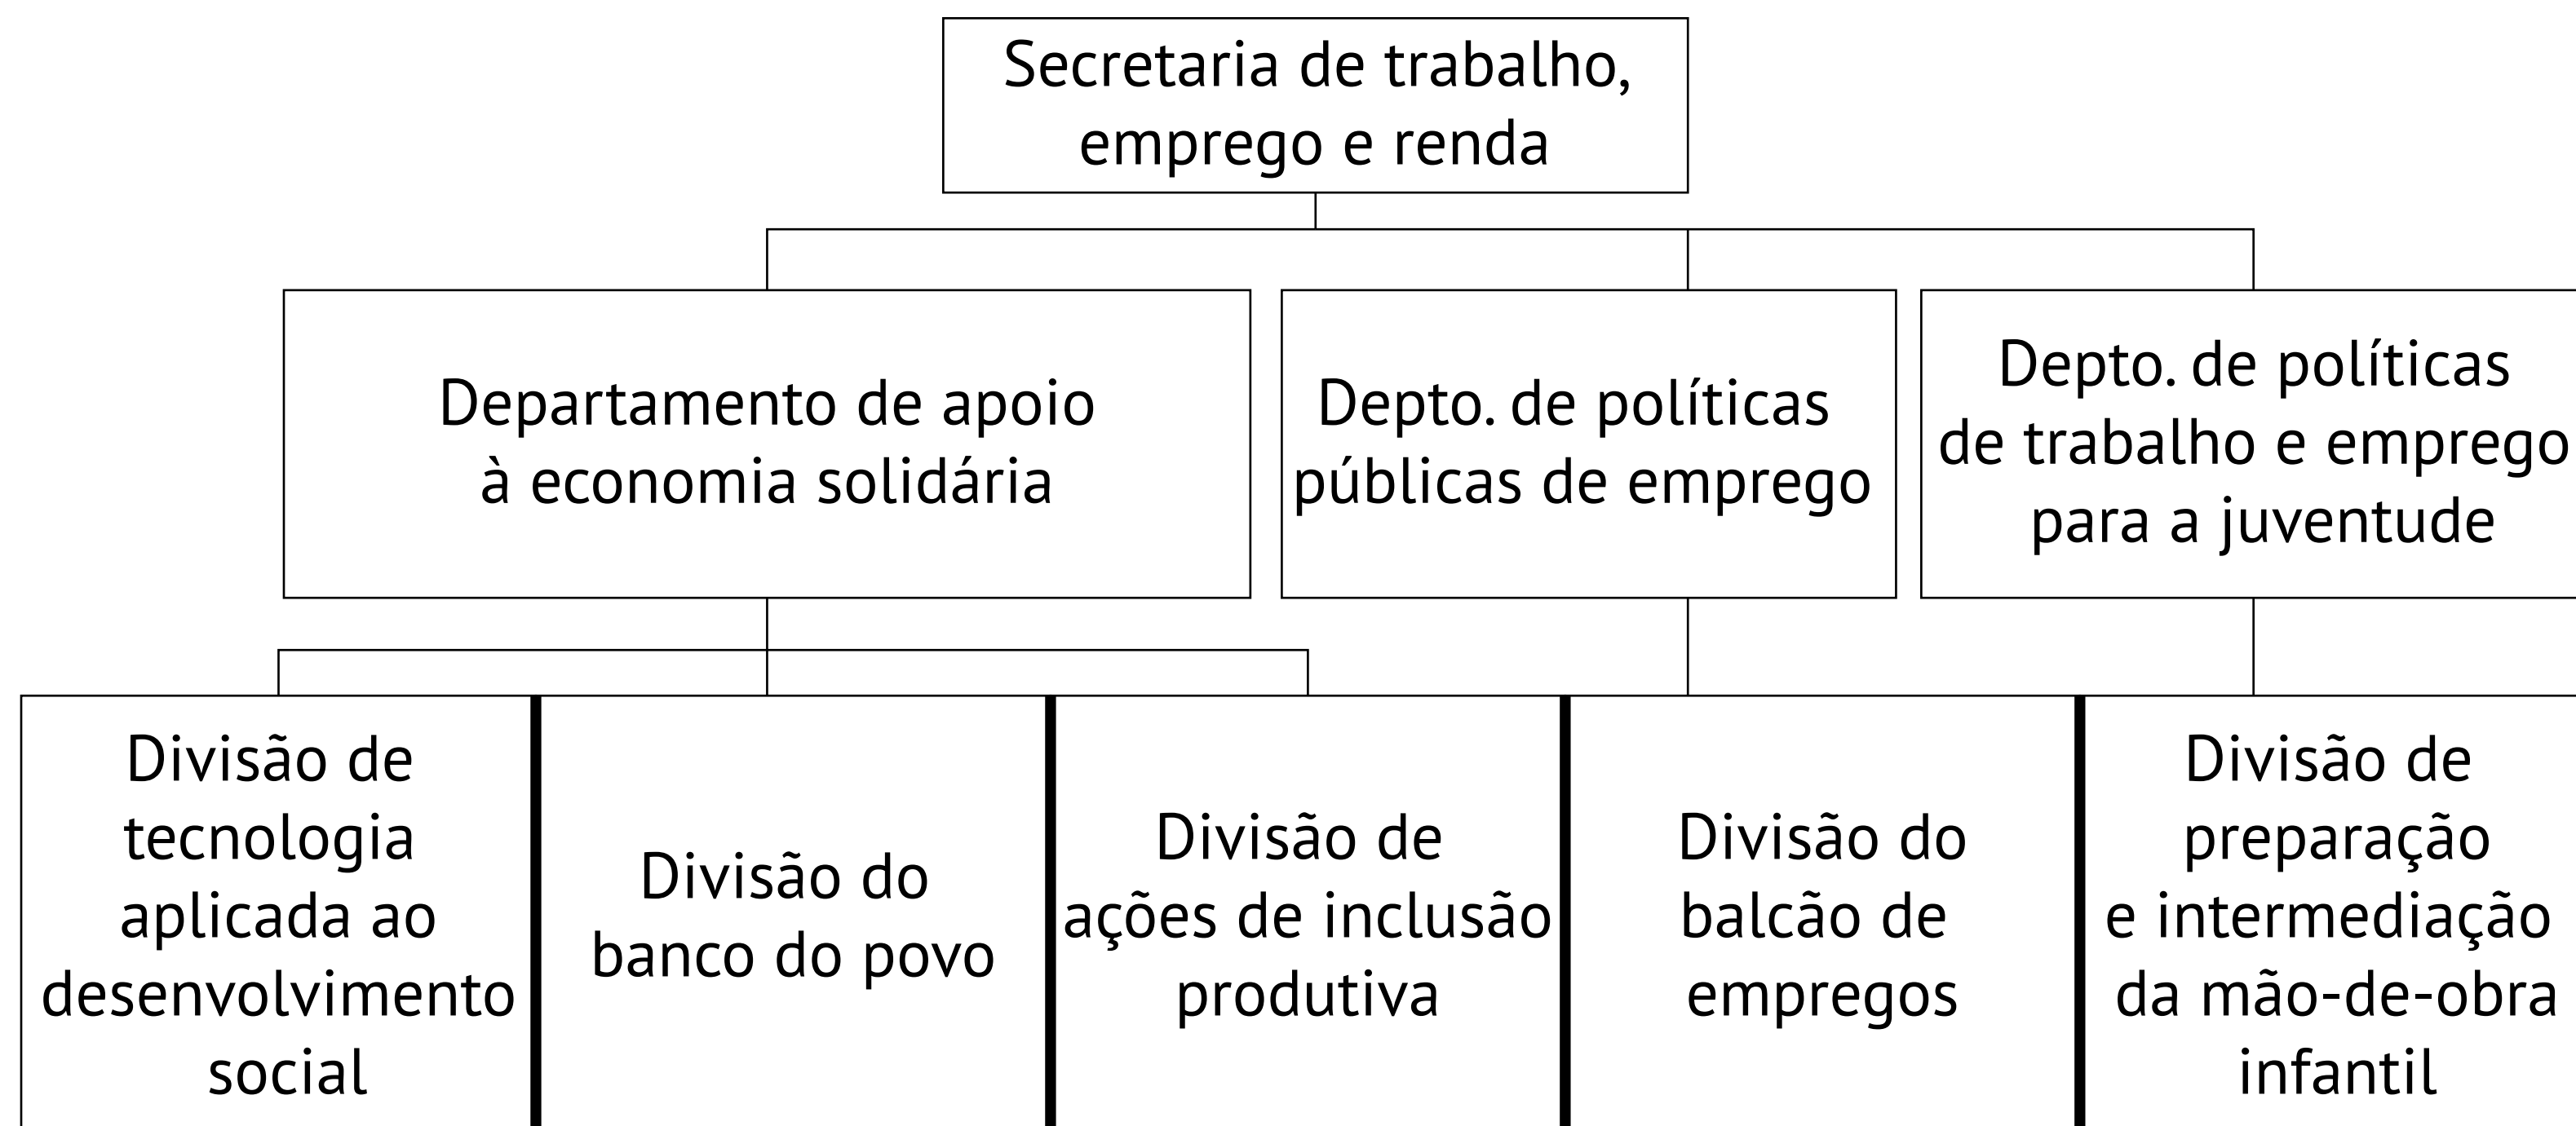 Secretaria de trabalho,
emprego e renda
Departamento de apoio
à economia solidária
Depto. de políticas
públicas de emprego
Depto. de políticas
de trabalho e emprego
para a juventude
Divisão de
tecnologia
aplicada ao
desenvolvimento
social
Divisão do
banco do povo
Divisão de
ações de inclusão
produtiva
Divisão do
balcão de
empregos
Divisão de
preparação
e intermediação
da mão-de-obra
infantil